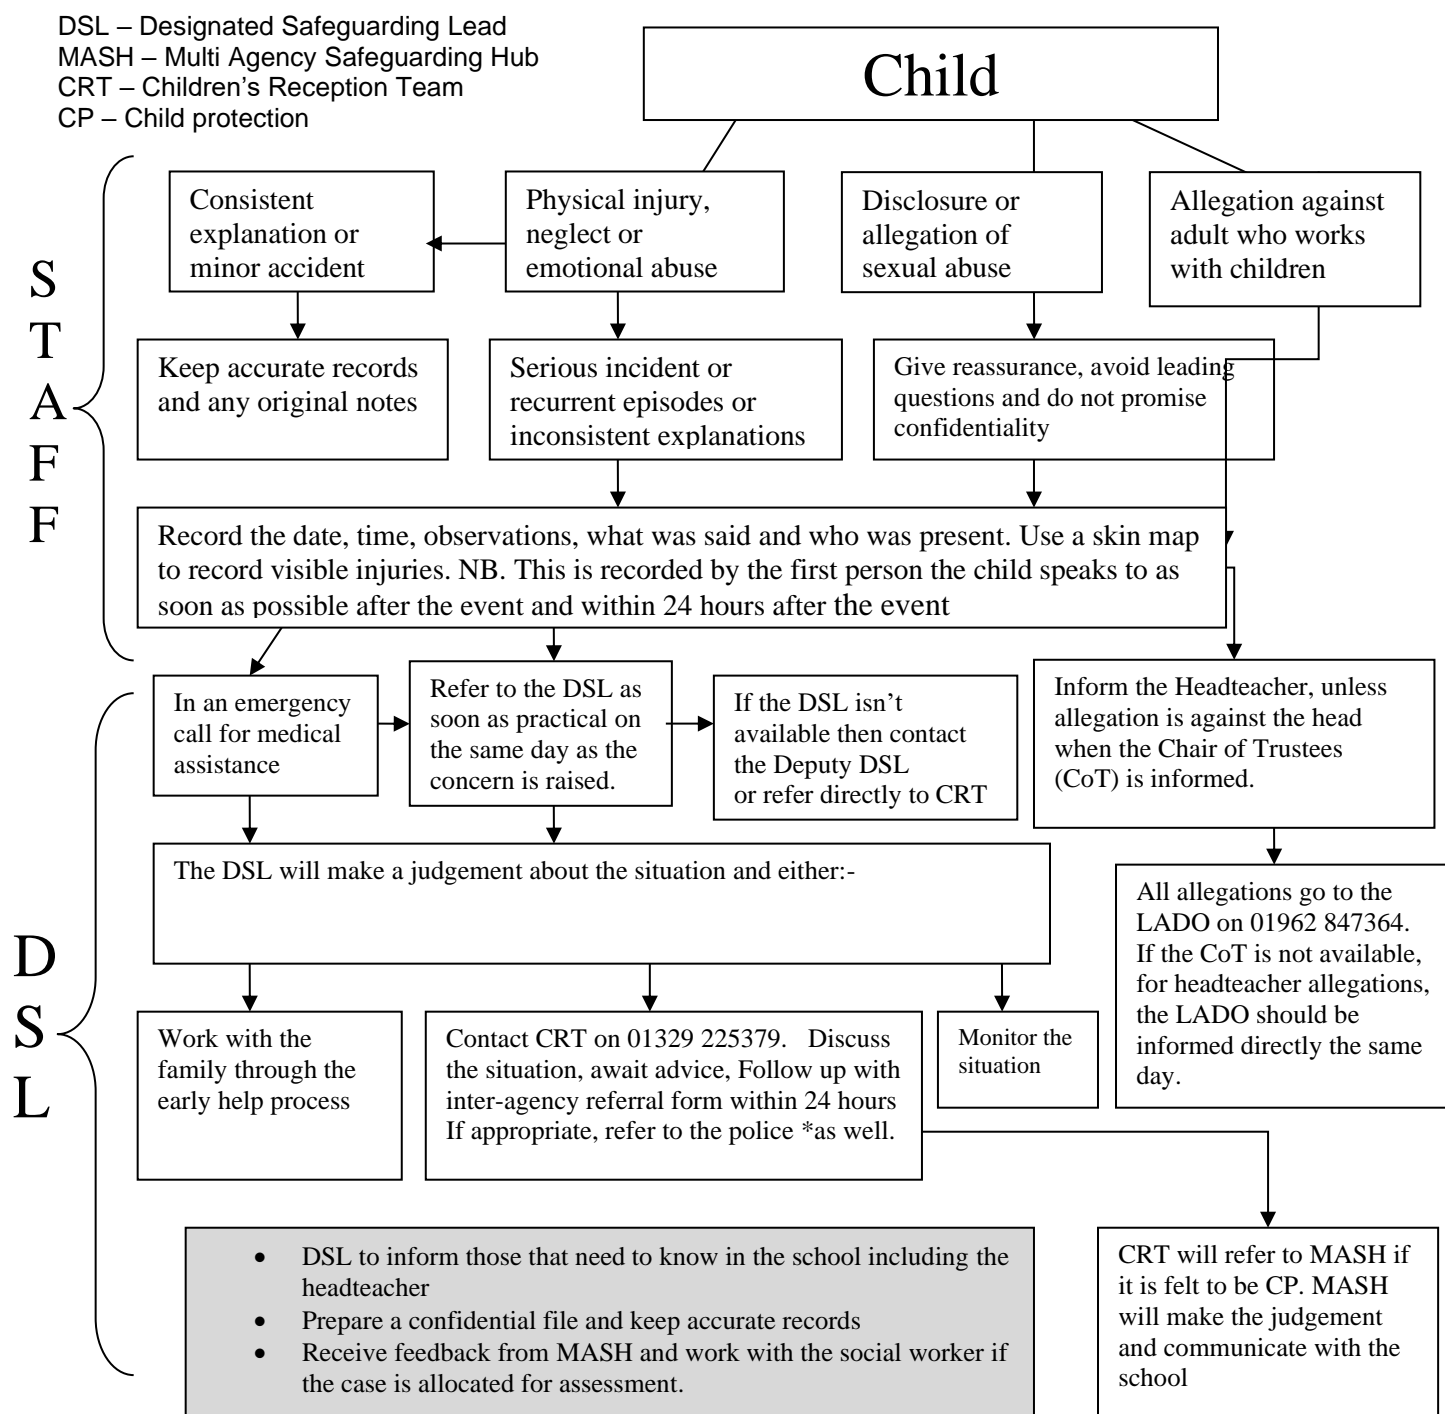 DSL – Designated Safeguarding Lead
MASH – Multi Agency Safeguarding Hub
CRT – Children's Reception Team
CP – Child protection
Child
S
T
A
F
F
Consistent
explanation or
minor accident
Physical injury,
neglect or
emotional abuse
Disclosure or
allegation of
sexual abuse
Allegation against
adult who works
with children
Keep accurate records
and any original notes
Serious incident or
recurrent episodes or
inconsistent explanations
Give reassurance, avoid leading
questions and do not promise
confidentiality
Record the date, time, observations, what was said and who was present. Use a skin map
to record visible injuries. NB. This is recorded by the first person the child speaks to as
soon as possible after the event and within 24 hours after the event
D
S
L
In an emergency
call for medical
assistance
Refer to the DSL as
soon as practical on
the same day as the
concern is raised.
If the DSL isn't
available then contact
the Deputy DSL
or refer directly to CRT
Inform the Headteacher, unless
allegation is against the head
when the Chair of Trustees
(CoT) is informed.
The DSL will make a judgement about the situation and either:-
All allegations go to the
LADO on 01962 847364.
If the CoT is not available,
for headteacher allegations,
the LADO should be
informed directly the same
day.
Work with the
family through the
early help process
Contact CRT on 01329 225379. Discuss
the situation, await advice, Follow up with
inter-agency referral form within 24 hours
If appropriate, refer to the police *as well.
Monitor the
situation
• DSL to inform those that need to know in the school including the
headteacher
• Prepare a confidential file and keep accurate records
• Receive feedback from MASH and work with the social worker if
the case is allocated for assessment.
CRT will refer to MASH if
it is felt to be CP. MASH
will make the judgement
and communicate with the
school